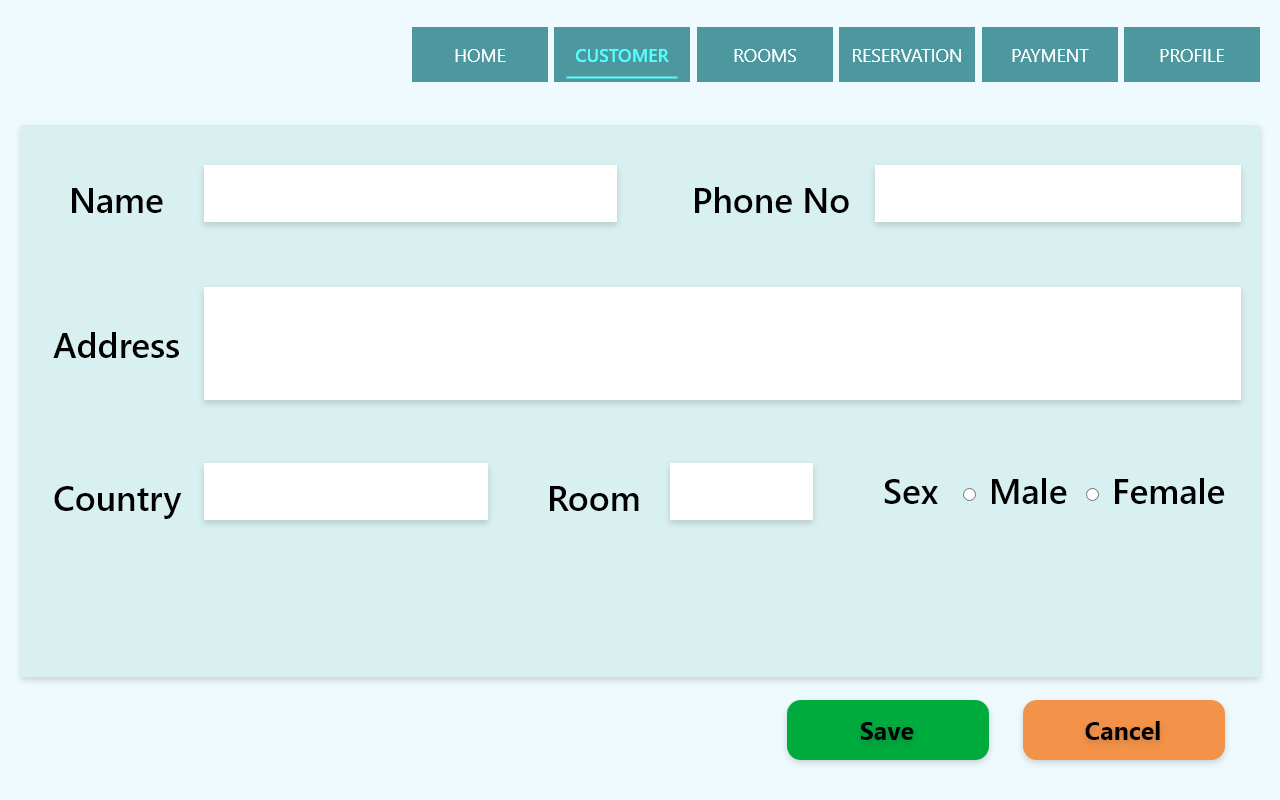 HOME CUSTOMER ROOMS RESERVATION PAYMENT PROFILE
Name Phone No
Address
Country Room Sex Male Female
Save Cancel